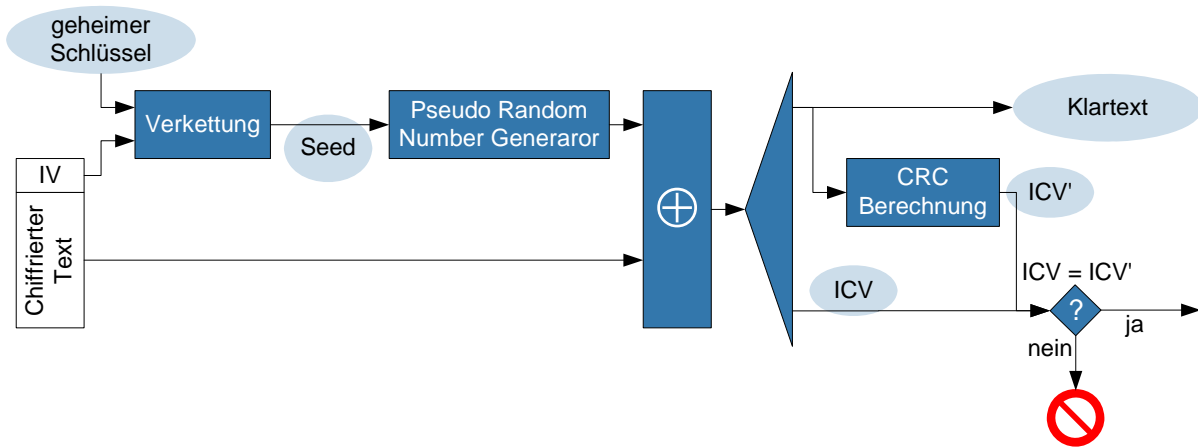 geheimer
Schlüssel
Verkettung
Seed
Pseudo Random
Number Generaror
Klartext
IV
Chiffrierter
Text
CRC
Berechnung
ICV'
ICV
ICV = ICV'
?
ja
nein